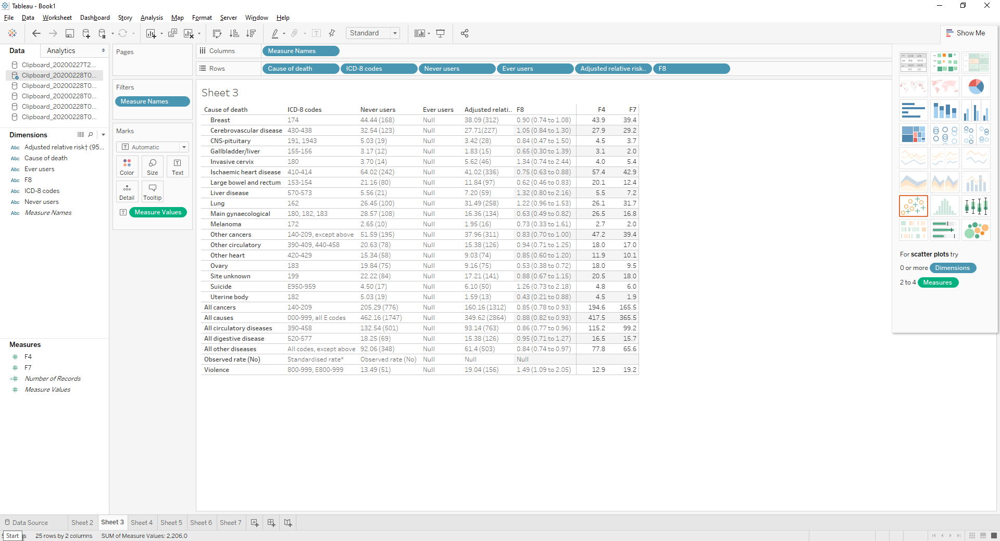 Tableau - Book1
File Data Worksheet Dashboard Story Analysis Map Format Server Window Help
Standard
Show Me
Data Analytics
Clipboard_20200227T2...
Clipboard_20200228T0...
Clipboard_20200228T0...
Clipboard_20200228T0...
Clipboard_20200228T0...
Clipboard_20200228T0...
Dimensions
Abc Adjusted relative risk† (95...
Abc Cause of death
Abc Ever users
Abc F8
Abc ICD-8 codes
Abc Never users
Abc Measure Names
Measures
# F4
# F7
=# Number of Records
# Measure Values
Pages
Filters
Measure Names
Marks
Automatic
Color Size Text
Detail Tooltip
Measure Values
Columns Measure Names
Rows Cause of death ICD-8 codes Never users Ever users Adjusted relative risk.. F8
Sheet 3
Cause of death ICD-8 codes Never users Ever users Adjusted relati.. F8 F4 F7
Breast 174 44.44 (168) Null 38.09 (312) 0.90 (0.74 to 1.08) 43.9 39.4
Cerebrovascular disease 430-438 32.54 (123) Null 27.71(227) 1.05 (0.84 to 1.30) 27.9 29.2
CNS-pituitary 191, 1943 5.03 (19) Null 3.42 (28) 0.84 (0.47 to 1.50) 4.5 3.7
Gallbladder/liver 155-156 3.17 (12) Null 1.83 (15) 0.65 (0.30 to 1.39) 3.1 2.0
Invasive cervix 180 3.70 (14) Null 5.62 (46) 1.34 (0.74 to 2.44) 4.0 5.4
Ischaemic heart disease 410-414 64.02 (242) Null 41.02 (336) 0.75 (0.63 to 0.88) 57.4 42.9
Large bowel and rectum 153-154 21.16 (80) Null 11.84 (97) 0.62 (0.46 to 0.83) 20.1 12.4
Liver disease 570-573 5.56 (21) Null 7.20 (59) 1.32 (0.80 to 2.16) 5.5 7.2
Lung 162 26.45 (100) Null 31.49 (258) 1.22 (0.96 to 1.53) 26.1 31.7
Main gynaecological 180, 182, 183 28.57 (108) Null 16.36 (134) 0.63 (0.49 to 0.82) 26.5 16.8
Melanoma 172 2.65 (10) Null 1.95 (16) 0.73 (0.33 to 1.61) 2.7 2.0
Other cancers 140-209, except above 51.59 (195) Null 37.96 (311) 0.83 (0.70 to 1.00) 47.2 39.4
Other circulatory 390-409, 440-458 20.63 (78) Null 15.38 (126) 0.94 (0.71 to 1.25) 18.0 17.0
Other heart 420-429 15.34 (58) Null 9.03 (74) 0.85 (0.60 to 1.20) 11.9 10.1
Ovary 183 19.84 (75) Null 9.16 (75) 0.53 (0.38 to 0.72) 18.0 9.5
Site unknown 199 22.22 (84) Null 17.21 (141) 0.88 (0.67 to 1.15) 20.5 18.0
Suicide E950-959 4.50 (17) Null 6.10 (50) 1.26 (0.73 to 2.18) 4.8 6.0
Uterine body 182 5.03 (19) Null 1.59 (13) 0.43 (0.21 to 0.88) 4.5 1.9
All cancers 140-209 205.29 (776) Null 160.16 (1312) 0.85 (0.78 to 0.93) 194.6 165.5
All causes 000-999, all E codes 462.16 (1747) Null 349.62 (2864) 0.88 (0.82 to 0.93) 417.5 365.5
All circulatory diseases 390-458 132.54 (501) Null 93.14 (763) 0.86 (0.77 to 0.96) 115.2 99.2
All digestive disease 520-577 18.25 (69) Null 15.38 (126) 0.95 (0.71 to 1.27) 16.5 15.7
All other diseases All codes, except above 92.06 (348) Null 61.4 (503) 0.84 (0.74 to 0.97) 77.8 65.6
Observed rate (No) Standardised rate* Observed rate (No) Null Null Null
Violence 800-999, E800-999 13.49 (51) Null 19.04 (156) 1.49 (1.09 to 2.05) 12.9 19.2
For scatter plots try
0 or more Dimensions
2 to 4 Measures
Data Source Sheet 2 Sheet 3 Sheet 4 Sheet 5 Sheet 6 Sheet 7
Start 25 rows by 2 columns SUM of Measure Values: 2,206.0